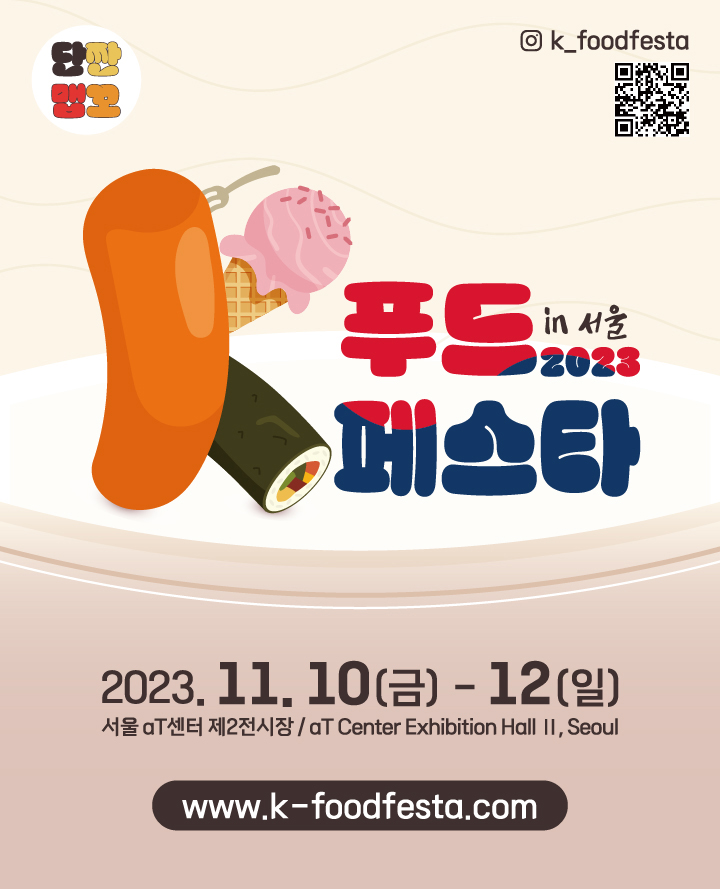 단짠
맵꼬
k_foodfesta
푸드 in 서울
2023
페스타
2023. 11. 10(금) - 12(일)
서울 aT센터 제2전시장 / aT Center Exhibition Hall II, Seoul
www.k-foodfesta.com